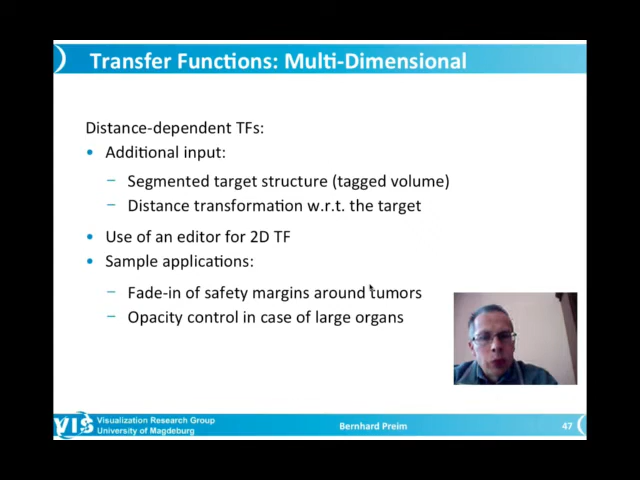 Transfer Functions: Multi-Dimensional
Distance-dependent TFs:
• Additional input:
– Segmented target structure (tagged volume)
– Distance transformation w.r.t. the target
• Use of an editor for 2D TF
• Sample applications:
– Fade-in of safety margins around tumors
– Opacity control in case of large organs
VIS
Visualization Research Group
University of Magdeburg
Bernhard Preim
47